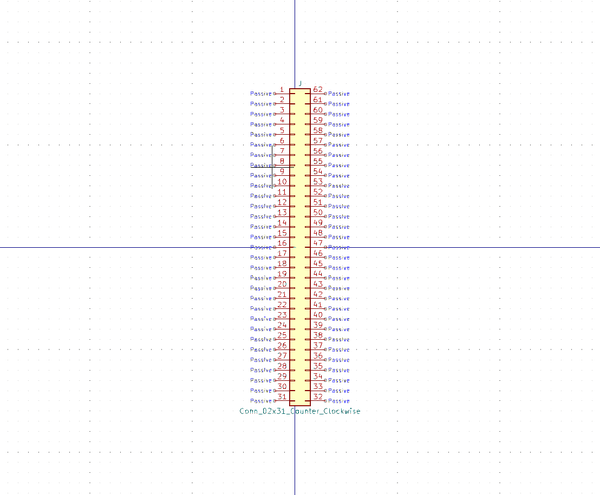 J
Passive 1 62 Passive
Passive 2 61 Passive
Passive 3 60 Passive
Passive 4 59 Passive
Passive 5 58 Passive
Passive 6 57 Passive
Passive 7 56 Passive
Passive 8 55 Passive
Passive 9 54 Passive
Passive 10 53 Passive
Passive 11 52 Passive
Passive 12 51 Passive
Passive 13 50 Passive
Passive 14 49 Passive
Passive 15 48 Passive
Passive 16 47 Passive
Passive 17 46 Passive
Passive 18 45 Passive
Passive 19 44 Passive
Passive 20 43 Passive
Passive 21 42 Passive
Passive 22 41 Passive
Passive 23 40 Passive
Passive 24 39 Passive
Passive 25 38 Passive
Passive 26 37 Passive
Passive 27 36 Passive
Passive 28 35 Passive
Passive 29 34 Passive
Passive 30 33 Passive
Passive 31 32 Passive
Conn_02x31_Counter_Clockwise